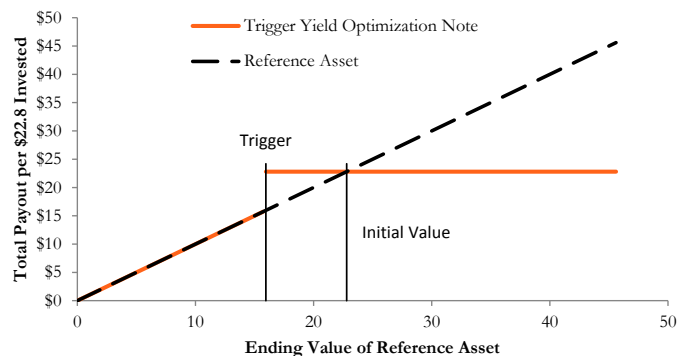 $50
$45
$40
$35
$30
$25
$20
$15
$10
$5
$0
Total Payout per $22.8 Invested
Trigger Yield Optimization Note
Reference Asset
Trigger
Initial Value
0
10
20
30
40
50
Ending Value of Reference Asset